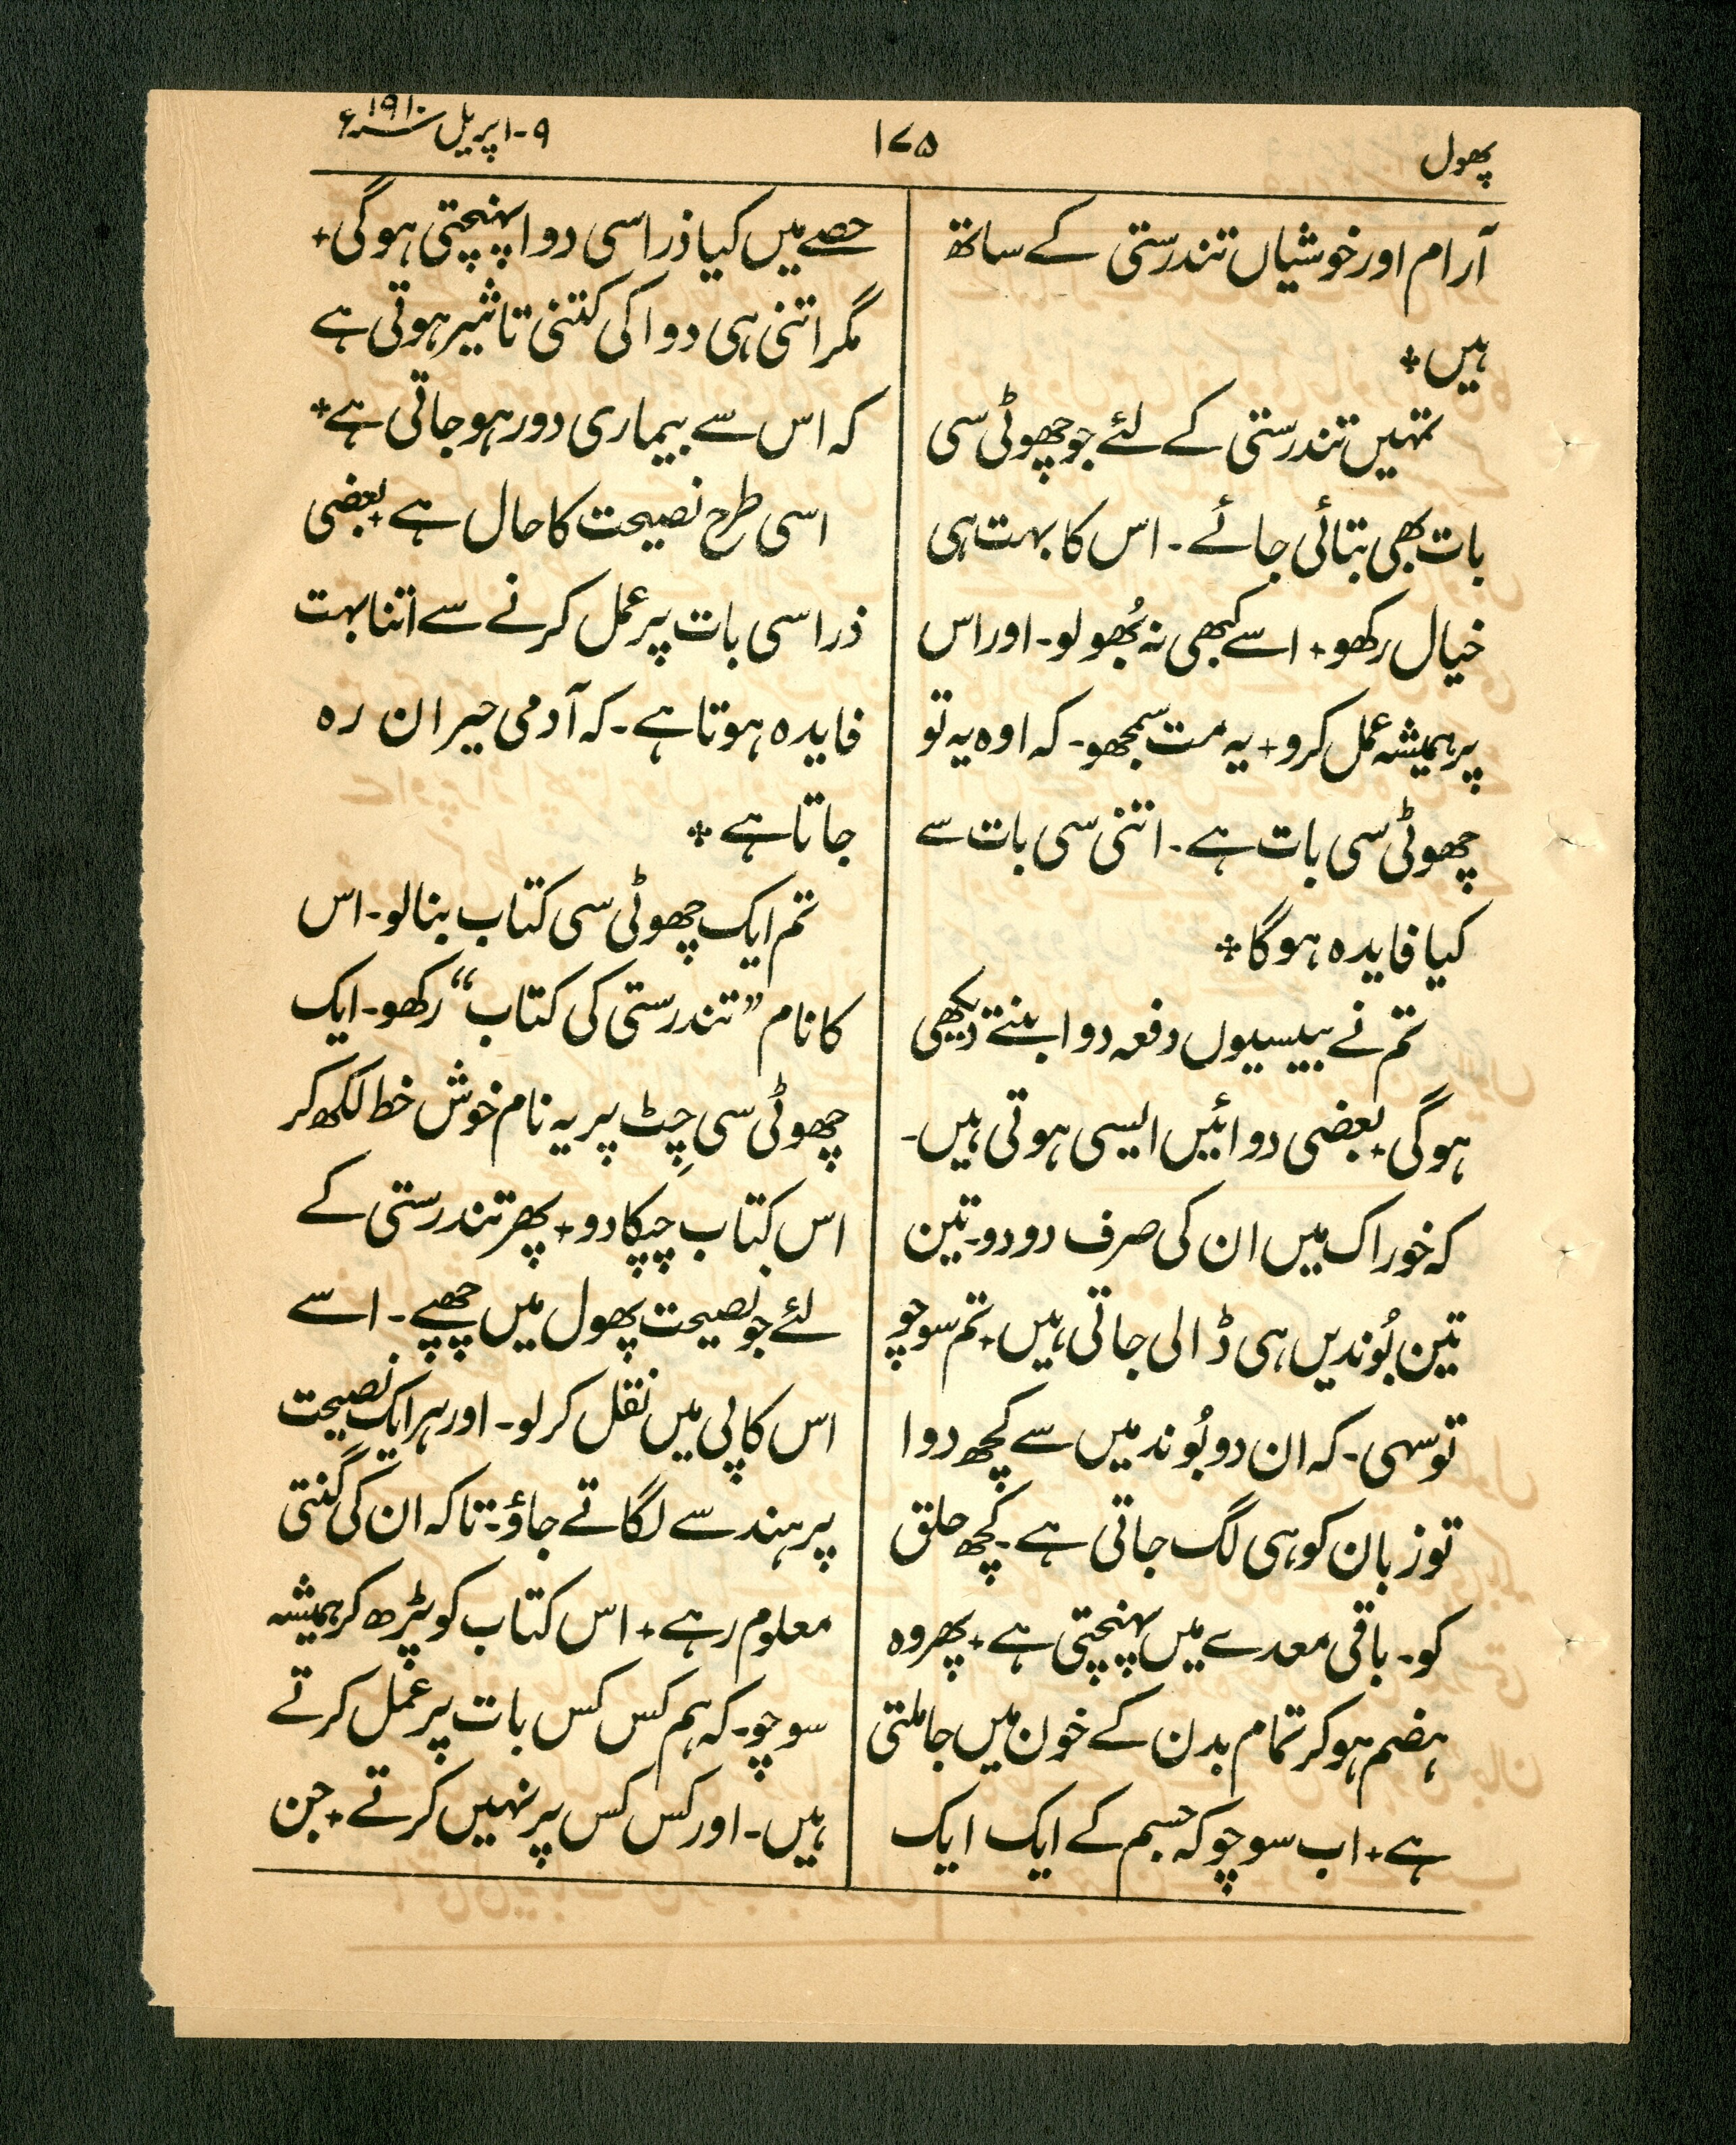 پھول
۱۷۵
۹-اپریل سنہ ۱۹۱۰ء
آرام اور خوشیاں تندرستی کے ساتھ
ہیں+
تمہیں تندرستی کے لئے جو چھوٹی سی
بات بھی بتائی جائے۔ اس کا بہت ہی
خیال رکھو+ اسے کبھی نہ بُھولو۔ اور اس
پر ہمیشہ عمل کرو+ یہ مت سمجھو۔ کہ اوہ یہ تو
چھوٹی سی بات ہے۔ اتنی سی بات سے
کیا فایدہ ہوگا+
تم نے بیسیوں دفعہ دوا بنتے دیکھی
ہوگی+ بعضی دوائیں ایسی ہوتی ہیں۔
کہ خوراک میں ان کی صرف دو دو۔ تین
تین بُوندیں ہی ڈالی جاتی ہیں+ تم سوچو
تو سہی۔ کہ ان دو بُوند میں سے کچھ دوا
تو زبان کو ہی لگ جاتی ہے۔ کچھ حلق
کو۔ باقی معدے میں پہنچتی ہے+ پھر وہ
ہضم ہو کر تمام بدن کے خون میں جا ملتی
ہے+ اب سوچو کہ جسم کے ایک ایک
حصے میں کیا ذرا سی دوا پہنچتی ہوگی+
مگر اتنی ہی دوا کی کتنی تاثیر ہوتی ہے
کہ اس سے بیماری دور ہو جاتی ہے+
اسی طرح نصیحت کا حال ہے+ بعضی
ذرا سی بات پر عمل کرنے سے اتنا بہت
فایدہ ہوتا ہے۔ کہ آدمی حیران رہ
جاتا ہے+
تم ایک چھوٹی سی کتاب بنا لو۔ اس
کا نام ”تندرستی کی کتاب“ رکھو۔ ایک
چھوٹی سی چِٹ پر یہ نام خوش خط لکھ کر
اس کتاب چپکا دو+ پھر تندرستی کے
لئے جو نصیحت پھول میں چھپے۔ اسے
اس کاپی میں نقل کر لو۔ اور ہر ایک نصیحت
پر ہندسے لگاتے جاؤ۔ تاکہ ان کی گنتی
معلوم رہے+ اس کتاب کو پڑھ کر ہمیشہ
سوچو۔ کہ ہم کس کس بات پر عمل کرتے
ہیں۔ اور کس کس پر نہیں کرتے+ جن